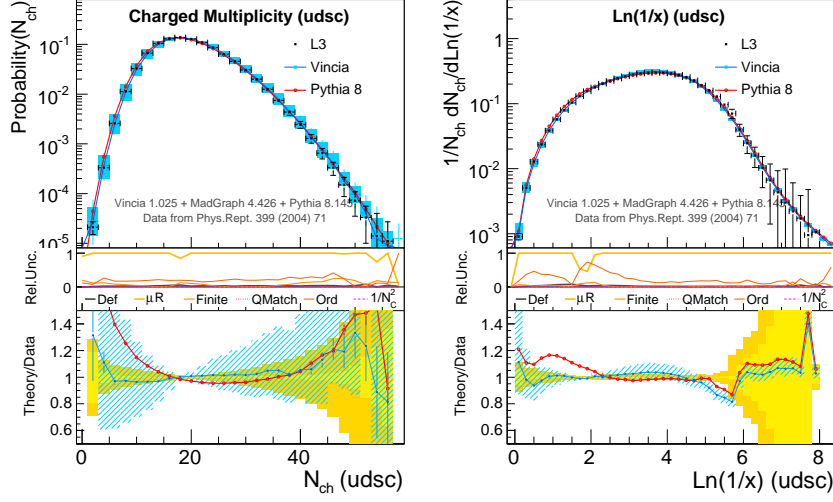 Charged Multiplicity (udsc)
Probability(N_ch)
L3
Vincia
Pythia 8
10^-1
10^-2
10^-3
10^-4
10^-5
Vincia 1.025 + MadGraph 4.426 + Pythia 8.145
Data from Phys.Rept. 399 (2004) 71
Rel.Unc.
1
0
Def
μR
Finite
QMatch
Ord
1/N_C^2
Theory/Data
1.4
1.2
1.0
0.8
0.6
0
20
40
N_ch (udsc)
Ln(1/x) (udsc)
1/N_ch dN_ch/dLn(1/x)
L3
Vincia
Pythia 8
1
10^-1
10^-2
10^-3
Vincia 1.025 + MadGraph 4.426 + Pythia 8.145
Data from Phys.Rept. 399 (2004) 71
Rel.Unc.
1
0
Def
μR
Finite
QMatch
Ord
1/N_C^2
Theory/Data
1.4
1.2
1.0
0.8
0.6
0
2
4
6
8
Ln(1/x) (udsc)